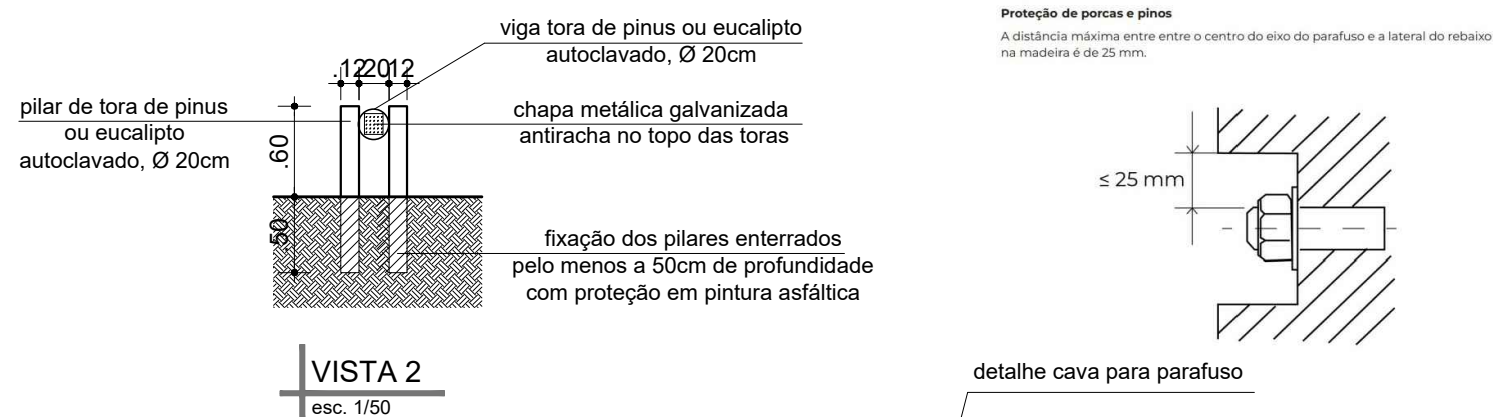 viga tora de pinus ou eucalipto
autoclavado, Ø 20cm
.12 20 12
pilar de tora de pinus
ou eucalipto
autoclavado, Ø 20cm
chapa metálica galvanizada
antiracha no topo das toras
.60
.50
fixação dos pilares enterrados
pelo menos a 50cm de profundidade
com proteção em pintura asfáltica
VISTA 2
esc. 1/50
Proteção de porcas e pinos
A distância máxima entre entre o centro do eixo do parafuso e a lateral do rebaixo
na madeira é de 25 mm.
≤ 25 mm
detalhe cava para parafuso